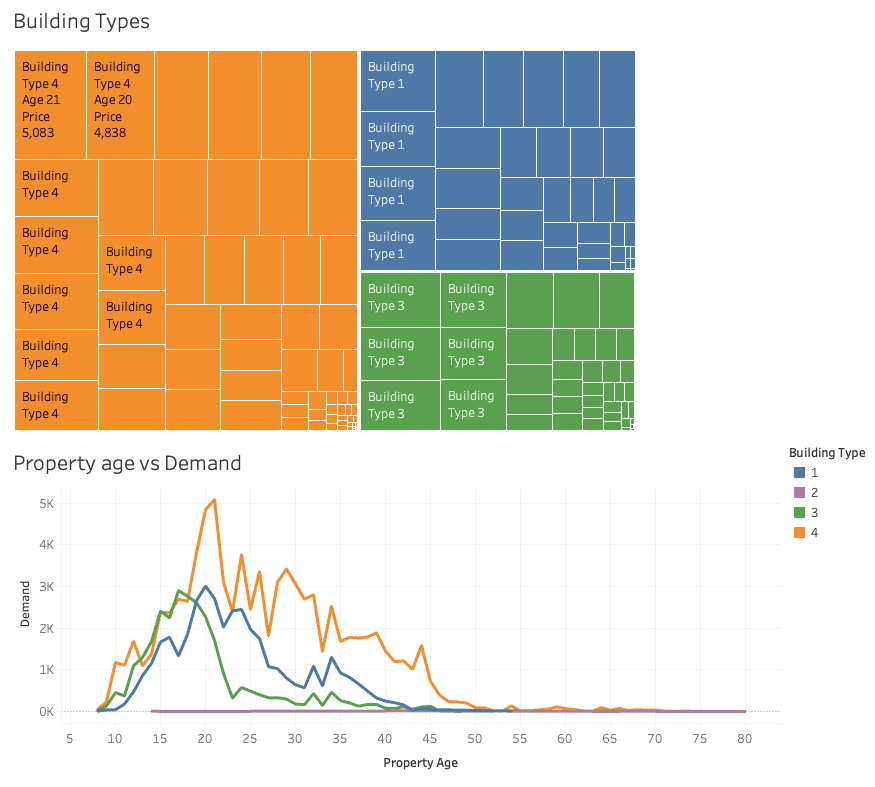 Building Types
Building
Type 4
Age 21
Price
5,083
Building
Type 4
Age 20
Price
4,838
Building
Type 1
Building
Type 1
Building
Type 1
Building
Type 1
Building
Type 4
Building
Type 4
Building
Type 4
Building
Type 4
Building
Type 4
Building
Type 4
Building
Type 4
Building
Type 3
Building
Type 3
Building
Type 3
Building
Type 3
Building
Type 3
Building
Type 3
Property age vs Demand
Building Type
1
2
3
4
Demand
5K
4K
3K
2K
1K
0K
5 10 15 20 25 30 35 40 45 50 55 60 65 70 75 80
Property Age